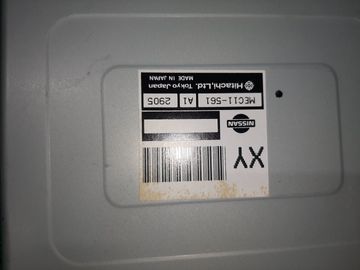 XY
NISSAN
MEC11-561 A1 2905
Hitachi, Ltd. Tokyo Japan
MADE IN JAPAN